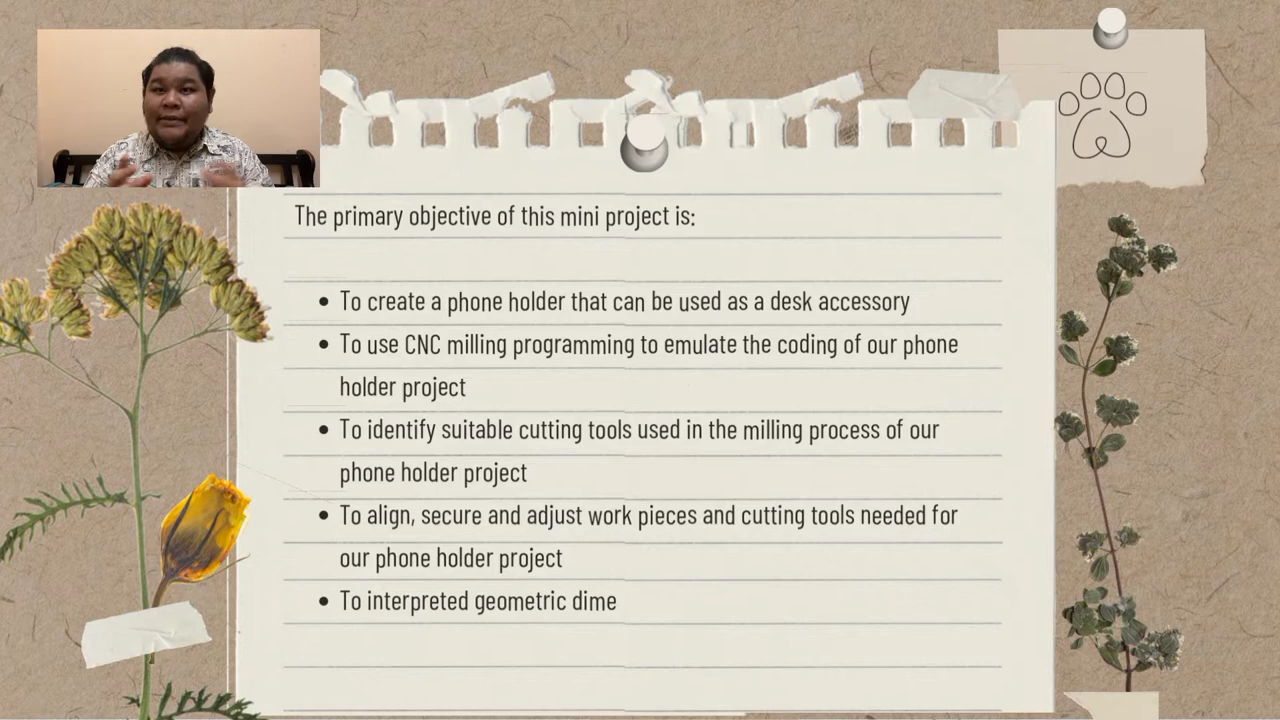 The primary objective of this mini project is:
• To create a phone holder that can be used as a desk accessory
• To use CNC milling programming to emulate the coding of our phone
holder project
• To identify suitable cutting tools used in the milling process of our
phone holder project
• To align, secure and adjust work pieces and cutting tools needed for
our phone holder project
• To interpreted geometric dime